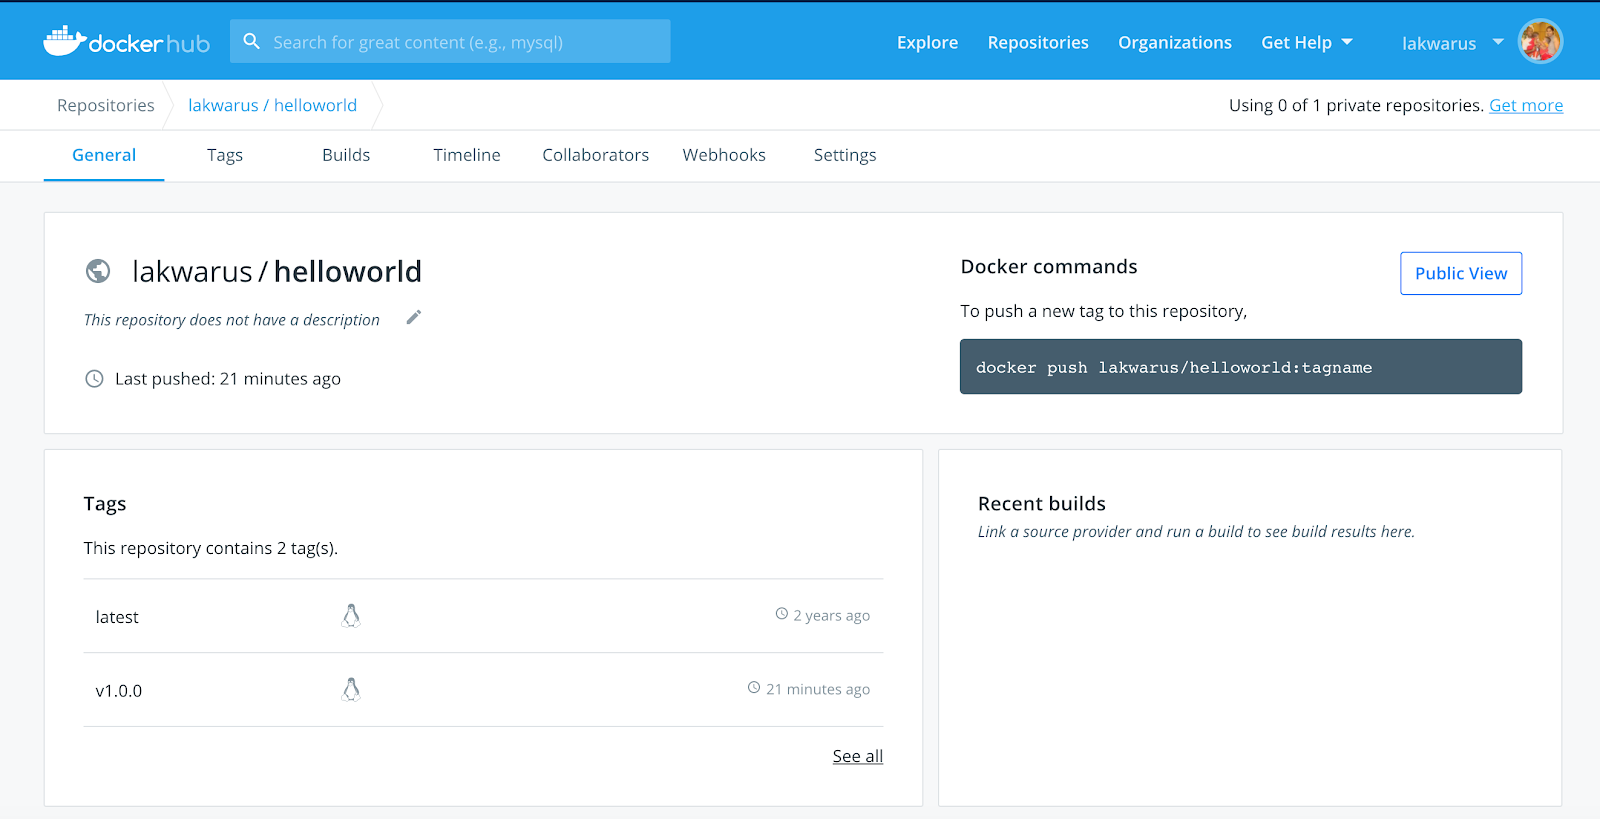 docker hub
Search for great content (e.g., mysql)
Explore
Repositories
Organizations
Get Help
lakwarus
Repositories
lakwarus / helloworld
Using 0 of 1 private repositories. Get more
General
Tags
Builds
Timeline
Collaborators
Webhooks
Settings
lakwarus / helloworld
This repository does not have a description
Last pushed: 21 minutes ago
Docker commands
Public View
To push a new tag to this repository,
docker push lakwarus/helloworld:tagname
Tags
This repository contains 2 tag(s).
latest
2 years ago
v1.0.0
21 minutes ago
See all
Recent builds
Link a source provider and run a build to see build results here.